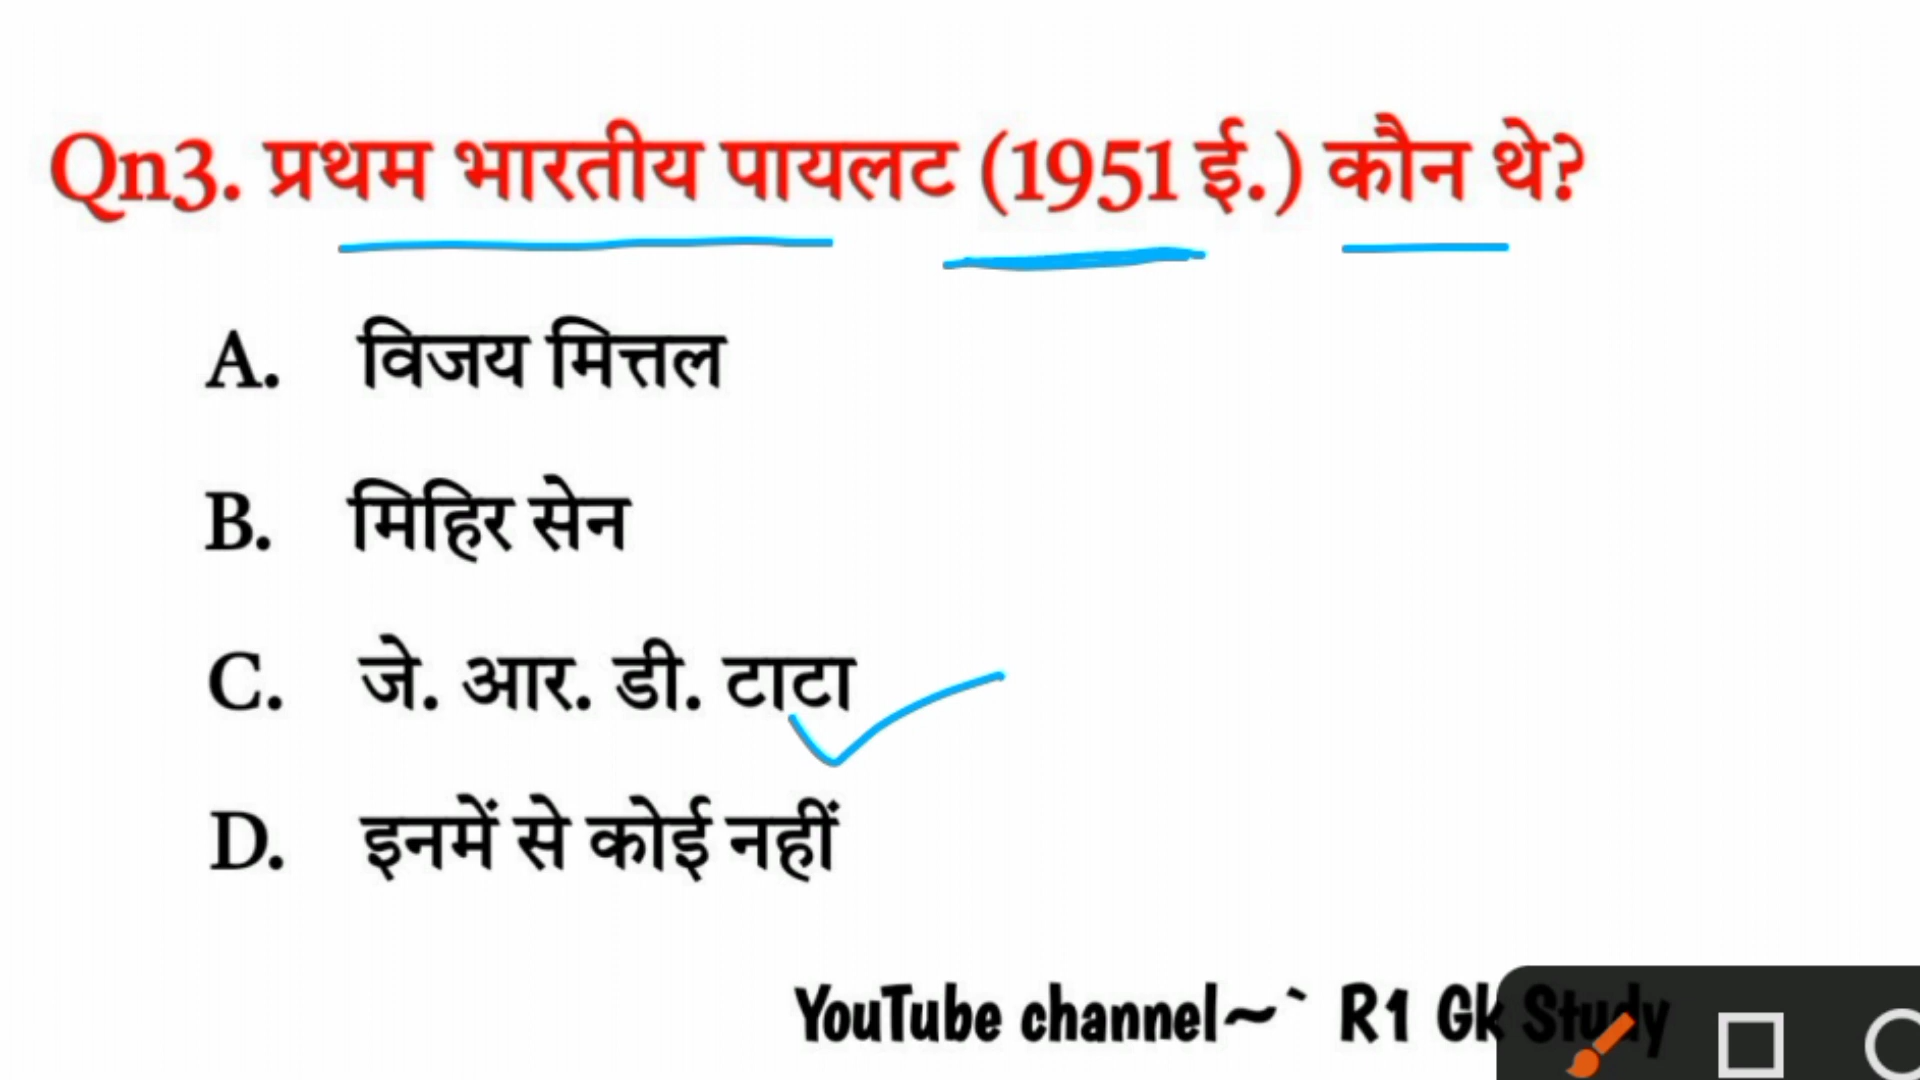 Qn3. प्रथम भारतीय पायलट (1951 ई.) कौन थे?
A. विजय मित्तल
B. मिहिर सेन
C. जे. आर. डी. टाटा
D. इनमें से कोई नहीं
YouTube channel~` R1 Gk Study